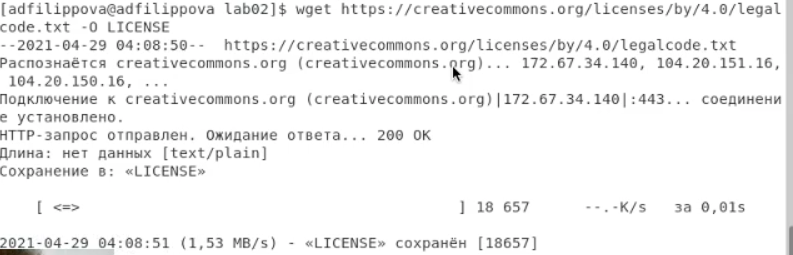 [adfilippova@adfilippova lab02]$ wget https://creativecommons.org/licenses/by/4.0/legal
code.txt -O LICENSE
--2021-04-29 04:08:50--  https://creativecommons.org/licenses/by/4.0/legalcode.txt
Распознаётся creativecommons.org (creativecommons.org)... 172.67.34.140, 104.20.151.16,
 104.20.150.16, ...
Подключение к creativecommons.org (creativecommons.org)|172.67.34.140|:443... соединени
е установлено.
HTTP-запрос отправлен. Ожидание ответа... 200 OK
Длина: нет данных [text/plain]
Сохранение в: «LICENSE»
    [ <=>                                          ] 18 657      --.-K/s   за 0,01s
2021-04-29 04:08:51 (1,53 MB/s) - «LICENSE» сохранён [18657]